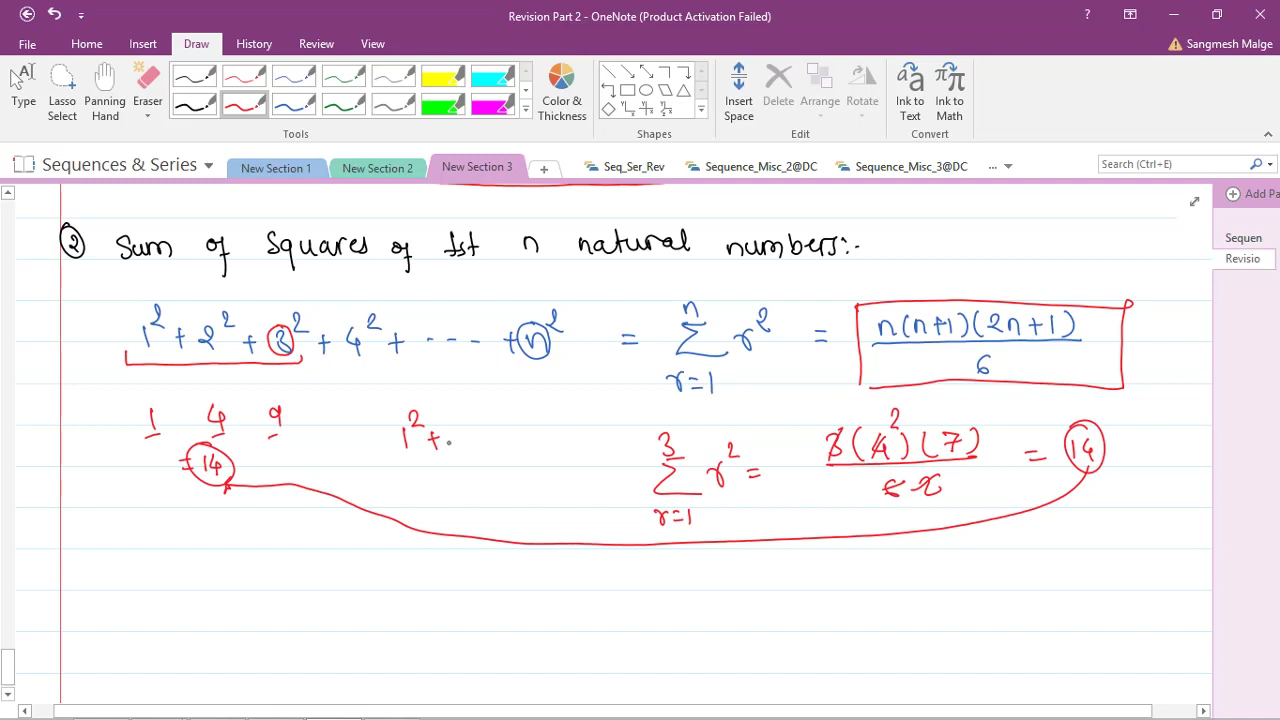 Revision Part 2 - OneNote (Product Activation Failed)
File Home Insert Draw History Review View Sangmesh Malge
Type Lasso Select Panning Hand Eraser Color & Thickness Insert Space Delete Arrange Rotate Ink to Text Ink to Math
Tools Shapes Edit Convert
Sequences & Series New Section 1 New Section 2 New Section 3 Seq_Ser_Rev Sequence_Misc_2@DC Sequence_Misc_3@DC ... Search (Ctrl+E)
Add Pa
Sequen
Revisio
② Sum of Squares of 1st n natural numbers:-
1² + 2² + 3² + 4² + ---- + n² = n∑r=1 r² = n(n+1)(2n+1)/6
1 4 9 1² +
= 14 3∑r=1 r² = 3(4²)(7)/ = 14